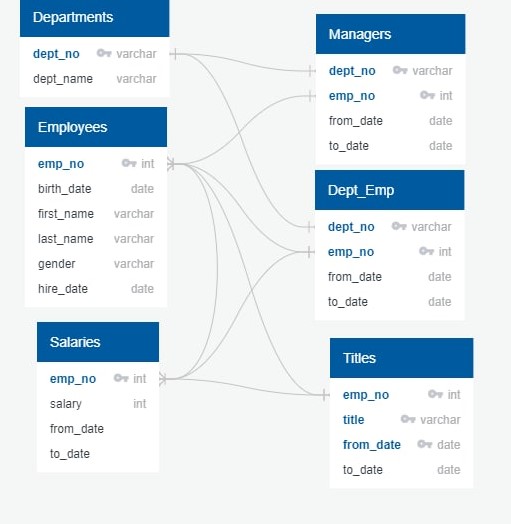 Departments
dept_no varchar
dept_name varchar
Employees
emp_no int
birth_date date
first_name varchar
last_name varchar
gender varchar
hire_date date
Salaries
emp_no int
salary int
from_date
to_date
Managers
dept_no varchar
emp_no int
from_date date
to_date date
Dept_Emp
dept_no varchar
emp_no int
from_date date
to_date date
Titles
emp_no int
title varchar
from_date date
to_date date